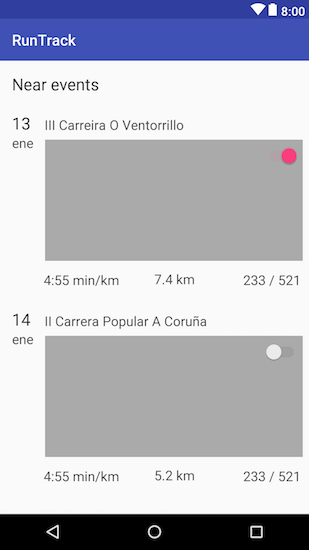 8:00
RunTrack
Near events
13
ene
III Carreira O Ventorrillo
4:55 min/km 7.4 km 233 / 521
14
ene
II Carrera Popular A Coruña
4:55 min/km 5.2 km 233 / 521